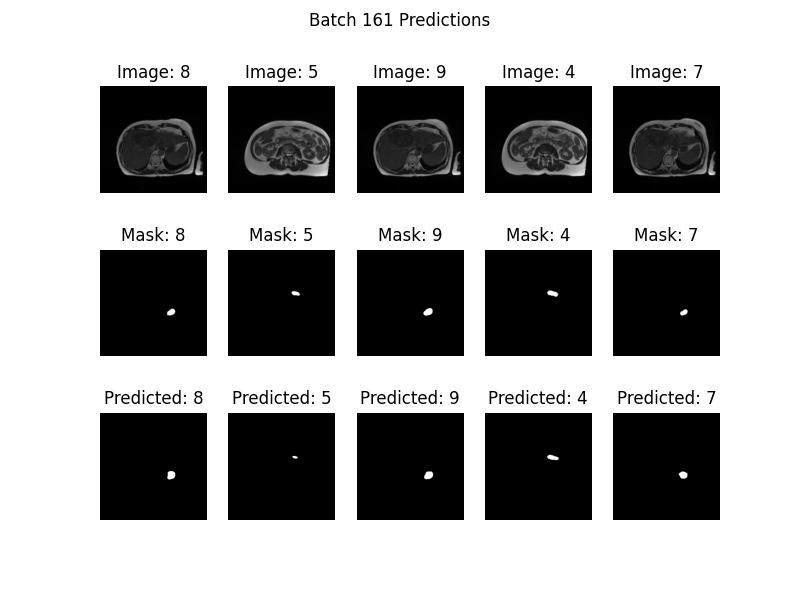 Batch 161 Predictions
Image: 8 Image: 5 Image: 9 Image: 4 Image: 7
Mask: 8 Mask: 5 Mask: 9 Mask: 4 Mask: 7
Predicted: 8 Predicted: 5 Predicted: 9 Predicted: 4 Predicted: 7